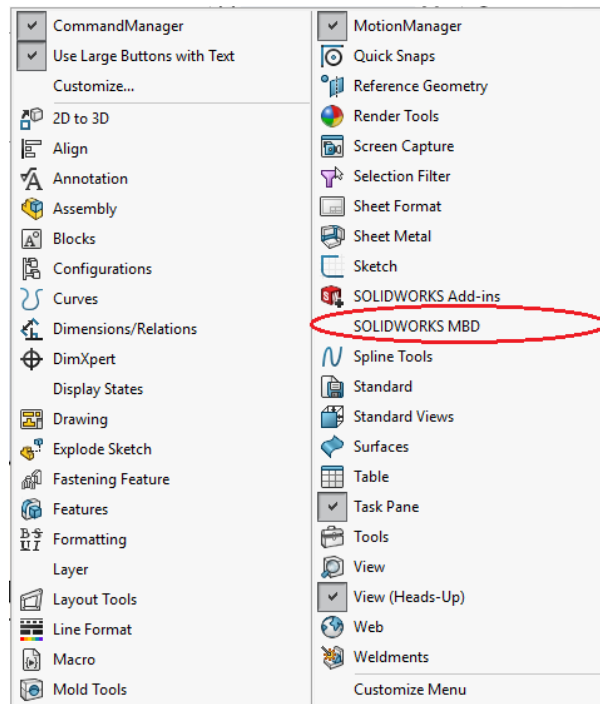 CommandManager
Use Large Buttons with Text
Customize...
2D to 3D
Align
Annotation
Assembly
Blocks
Configurations
Curves
Dimensions/Relations
DimXpert
Display States
Drawing
Explode Sketch
Fastening Feature
Features
Formatting
Layer
Layout Tools
Line Format
Macro
Mold Tools
MotionManager
Quick Snaps
Reference Geometry
Render Tools
Screen Capture
Selection Filter
Sheet Format
Sheet Metal
Sketch
SOLIDWORKS Add-ins
SOLIDWORKS MBD
Spline Tools
Standard
Standard Views
Surfaces
Table
Task Pane
Tools
View
View (Heads-Up)
Web
Weldments
Customize Menu